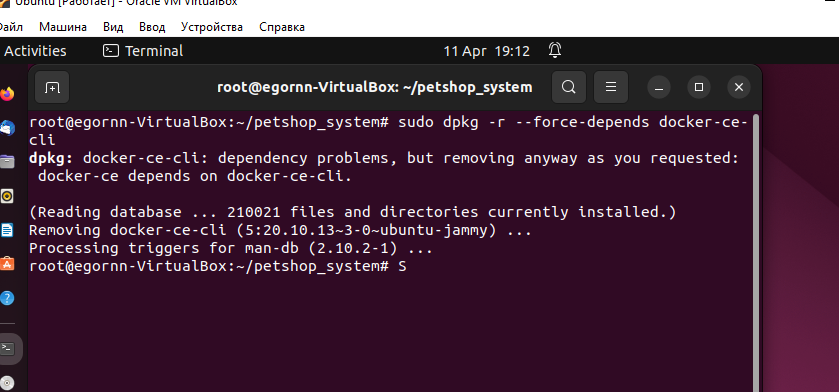 Ubuntu [Работает] - Oracle VM VirtualBox
Файл Машина Вид Ввод Устройства Справка
Activities Terminal 11 Apr 19:12
root@egornn-VirtualBox: ~/petshop_system
root@egornn-VirtualBox:~/petshop_system# sudo dpkg -r --force-depends docker-ce-
cli
dpkg: docker-ce-cli: dependency problems, but removing anyway as you requested:
docker-ce depends on docker-ce-cli.
(Reading database ... 210021 files and directories currently installed.)
Removing docker-ce-cli (5:20.10.13~3-0~ubuntu-jammy) ...
Processing triggers for man-db (2.10.2-1) ...
root@egornn-VirtualBox:~/petshop_system# S